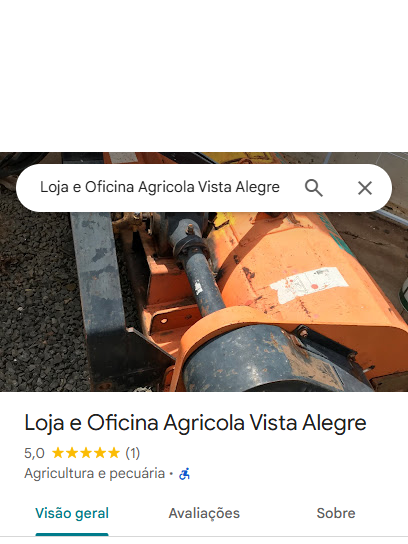 Loja e Oficina Agricola Vista Alegre
Loja e Oficina Agricola Vista Alegre
5,0 ★★★★★ (1)
Agricultura e pecuária ·
Visão geral Avaliações Sobre